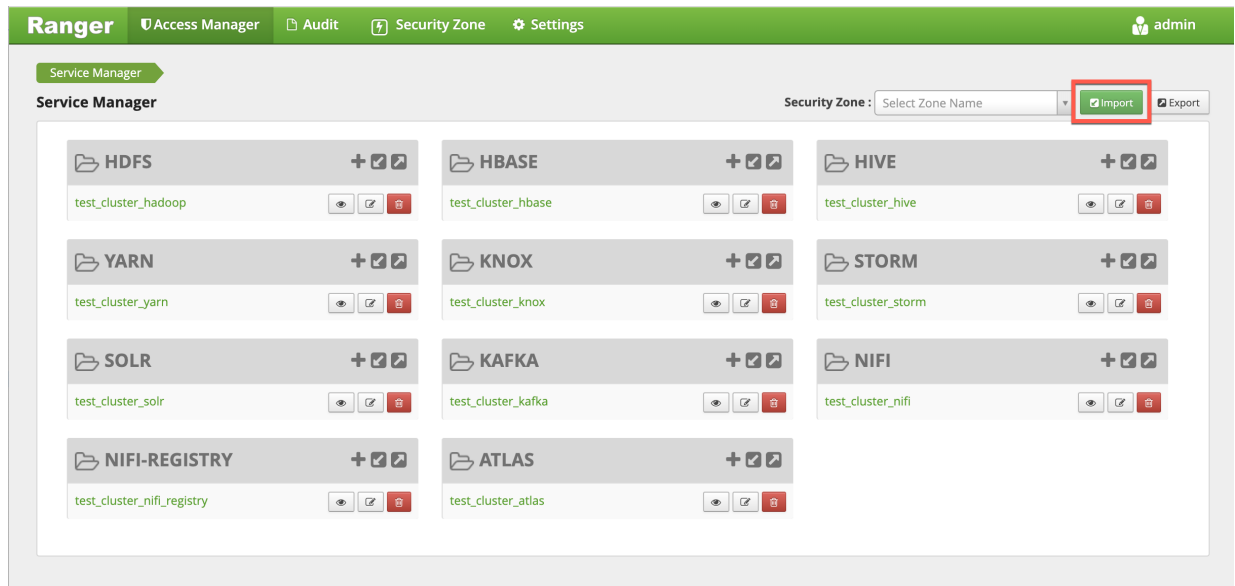 Ranger Access Manager Audit Security Zone Settings admin
Service Manager
Service Manager Security Zone : Select Zone Name Import Export
HDFS HBASE HIVE
test_cluster_hadoop test_cluster_hbase test_cluster_hive
YARN KNOX STORM
test_cluster_yarn test_cluster_knox test_cluster_storm
SOLR KAFKA NIFI
test_cluster_solr test_cluster_kafka test_cluster_nifi
NIFI-REGISTRY ATLAS
test_cluster_nifi_registry test_cluster_atlas